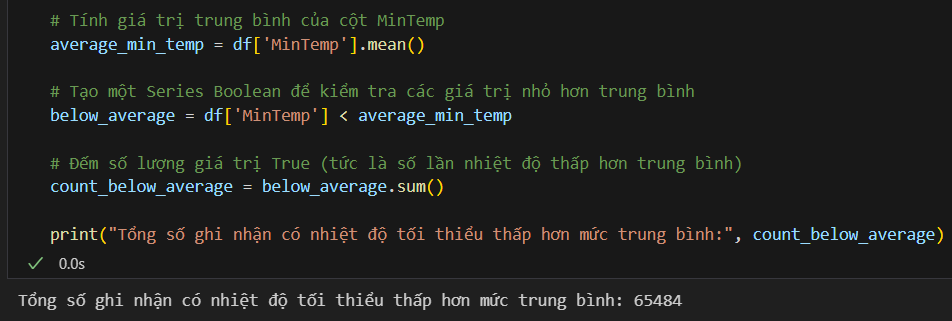 # Tính giá trị trung bình của cột MinTemp
average_min_temp = df['MinTemp'].mean()
# Tạo một Series Boolean để kiểm tra các giá trị nhỏ hơn trung bình
below_average = df['MinTemp'] < average_min_temp
# Đếm số lượng giá trị True (tức là số lần nhiệt độ thấp hơn trung bình)
count_below_average = below_average.sum()
print("Tổng số ghi nhận có nhiệt độ tối thiểu thấp hơn mức trung bình:", count_below_average)
✓ 0.0s
Tổng số ghi nhận có nhiệt độ tối thiểu thấp hơn mức trung bình: 65484